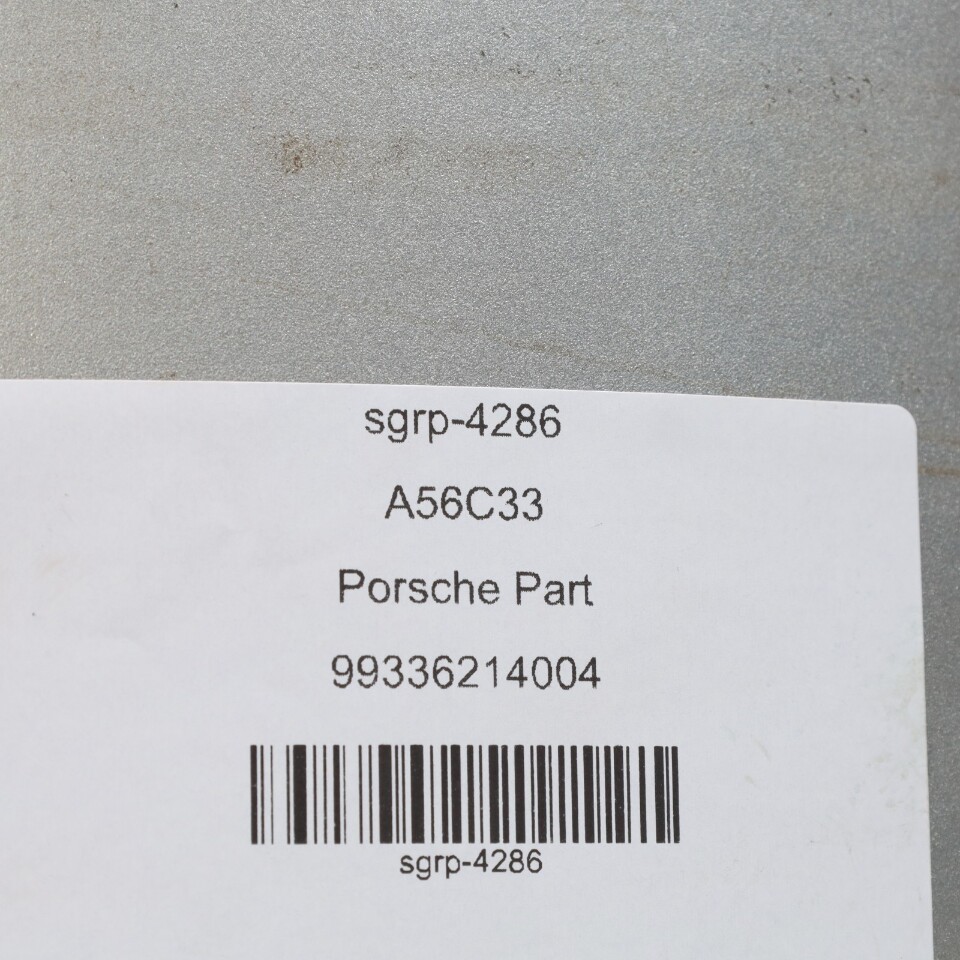 sgrp-4286
A56C33
Porsche Part
99336214004
sgrp-4286